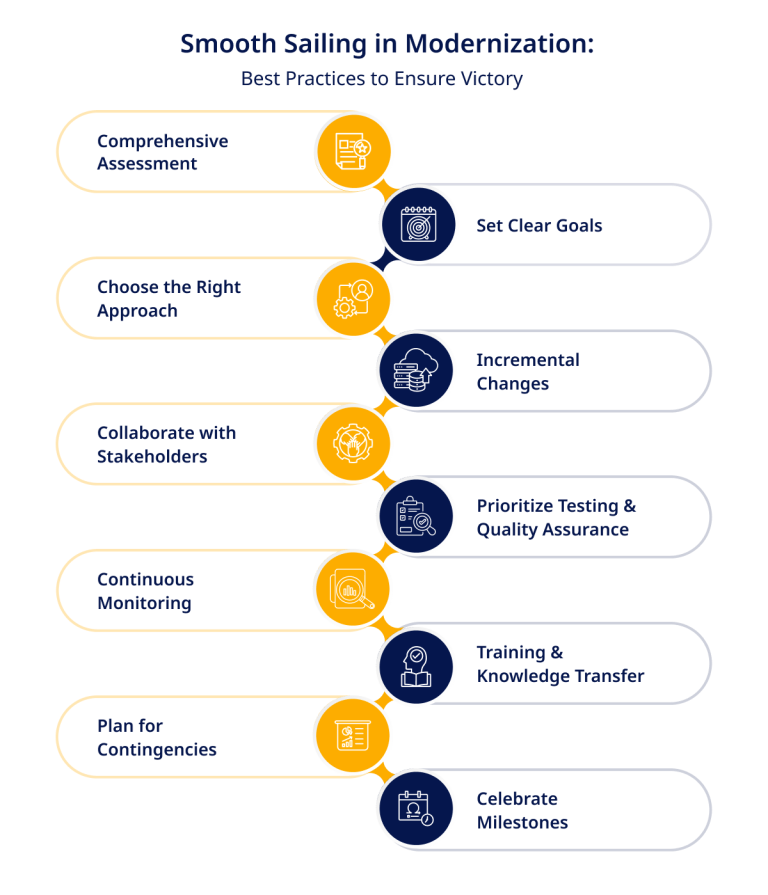 Smooth Sailing in Modernization:
Best Practices to Ensure Victory
Comprehensive
Assessment
Set Clear Goals
Choose the Right
Approach
Incremental
Changes
Collaborate with
Stakeholders
Prioritize Testing &
Quality Assurance
Continuous
Monitoring
Training &
Knowledge Transfer
Plan for
Contingencies
Celebrate
Milestones